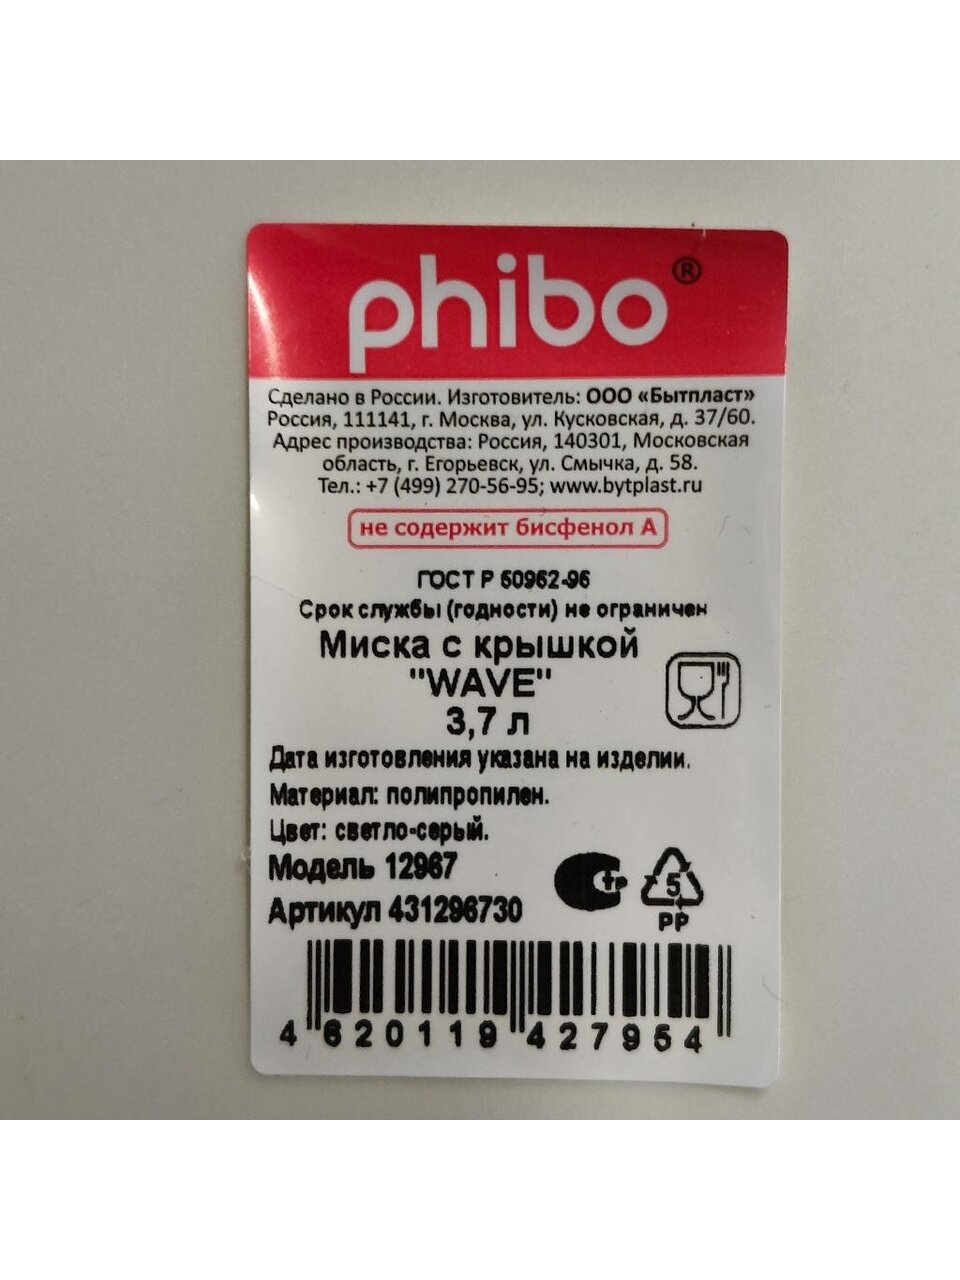 phibo®
Сделано в России. Изготовитель: ООО «Бытпласт»
Россия, 111141, г. Москва, ул. Кусковская, д. 37/60.
Адрес производства: Россия, 140301, Московская
область, г. Егорьевск, ул. Смычка, д. 58.
Тел.: +7 (499) 270-56-95; www.bytplast.ru
не содержит бисфенол А
ГОСТ Р 50962-96
Срок службы (годности) не ограничен
Миска с крышкой
"WAVE"
3,7 л
Дата изготовления указана на изделии.
Материал: полипропилен.
Цвет: светло-серый.
Модель 12967
Артикул 431296730
тр
5
PP
4 620119 427954